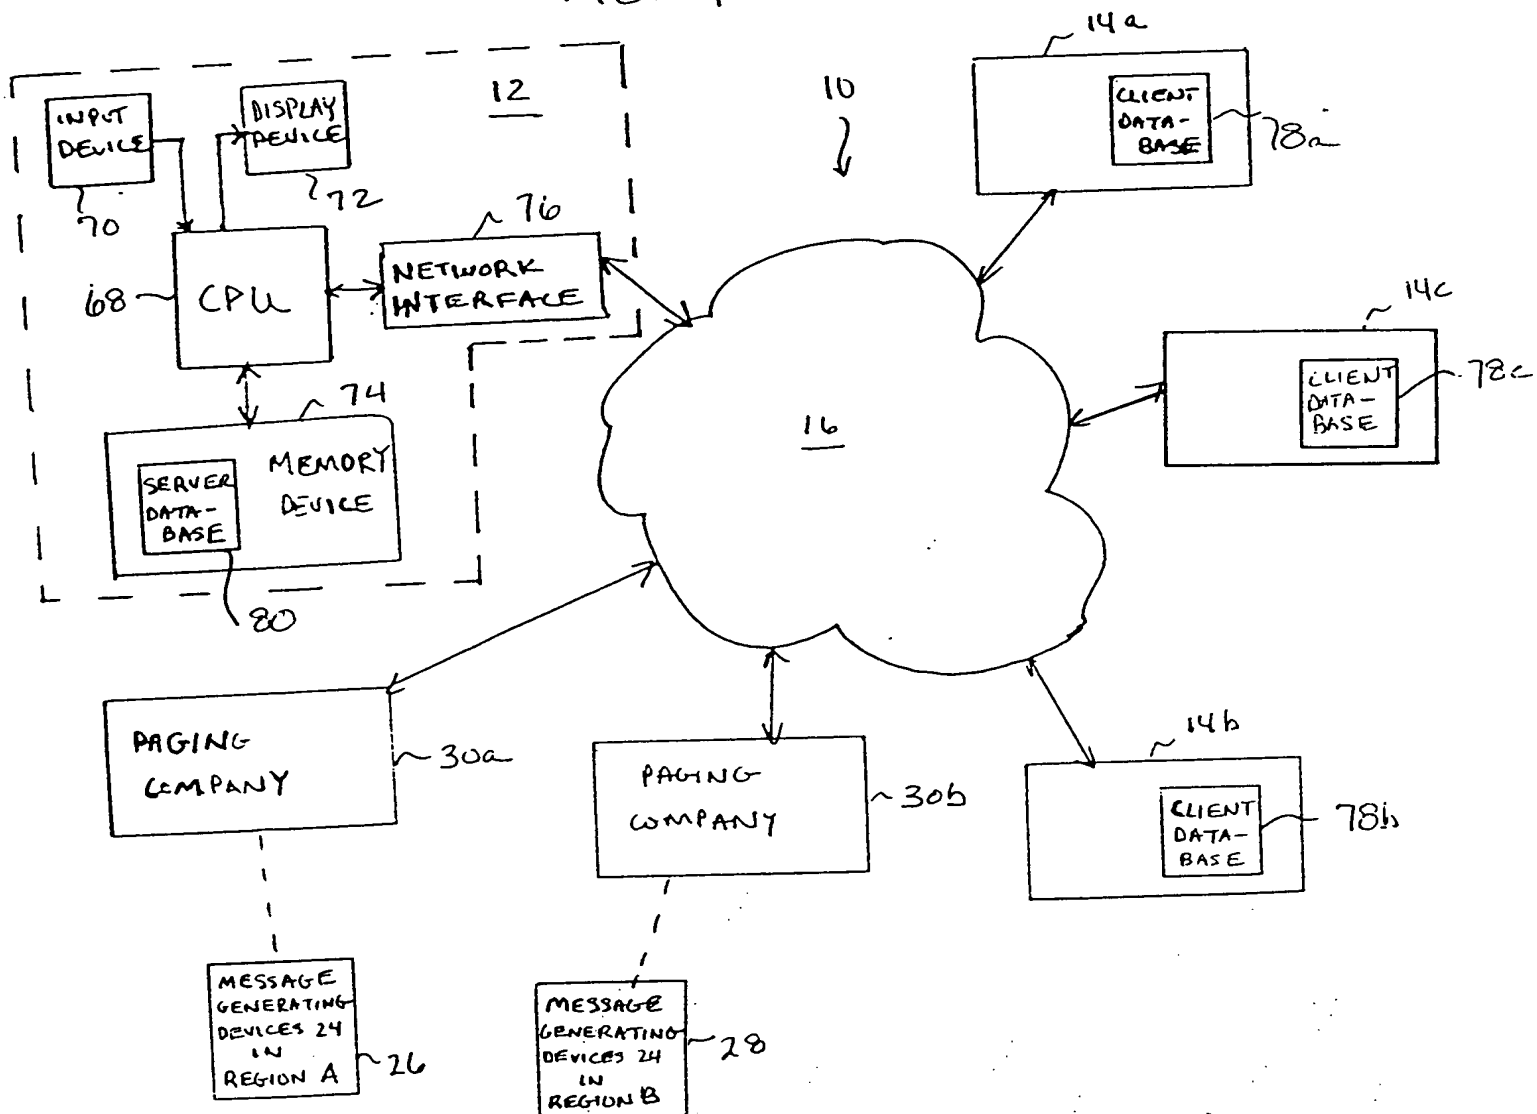 14a
12
10
INPUT
DEVICE
DISPLAY
DEVICE
CLIENT
DATA-
BASE
78a
70
72
76
68
CPU
NETWORK
INTERFACE
14c
CLIENT
DATA-
BASE
78c
74
16
MEMORY
DEVICE
SERVER
DATA-
BASE
80
14b
PAGING
COMPANY
30a
PAGING
COMPANY
30b
CLIENT
DATA-
BASE
78b
MESSAGE
GENERATING
DEVICES 24
IN
REGION A
26
MESSAGE
GENERATING
DEVICES 24
IN
REGION B
28